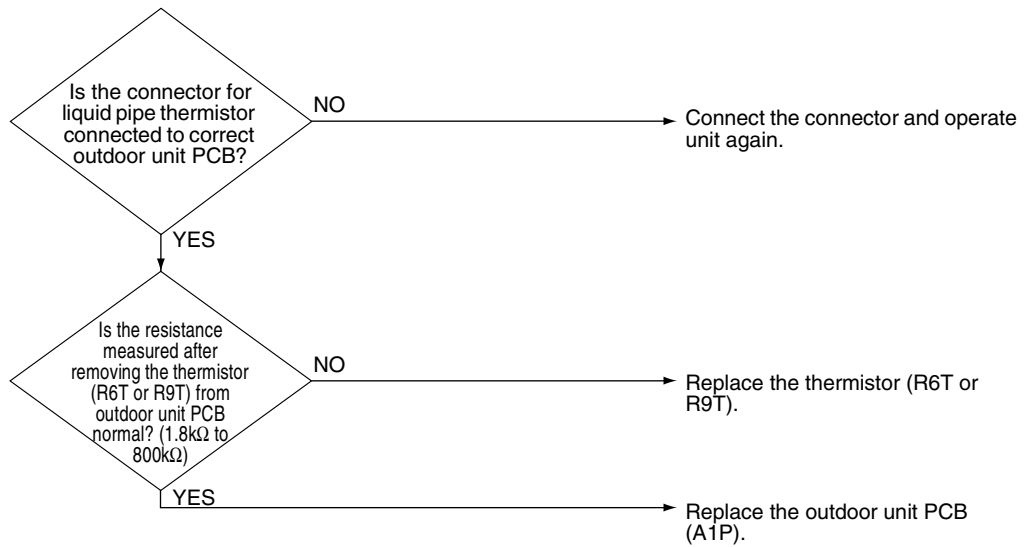 Is the connector for
liquid pipe thermistor
connected to correct
outdoor unit PCB?
NO
Connect the connector and operate
unit again.
YES
Is the resistance
measured after
removing the thermistor
(R6T or R9T) from
outdoor unit PCB
normal? (1.8kΩ to
800kΩ)
NO
Replace the thermistor (R6T or
R9T).
YES
Replace the outdoor unit PCB
(A1P).